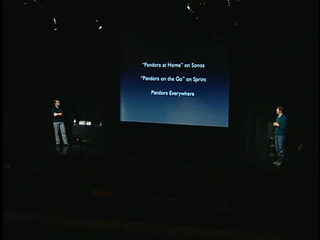 "Pandora at Home" on Sonos
"Pandora on the Go" on Sprint
Pandora Everywhere